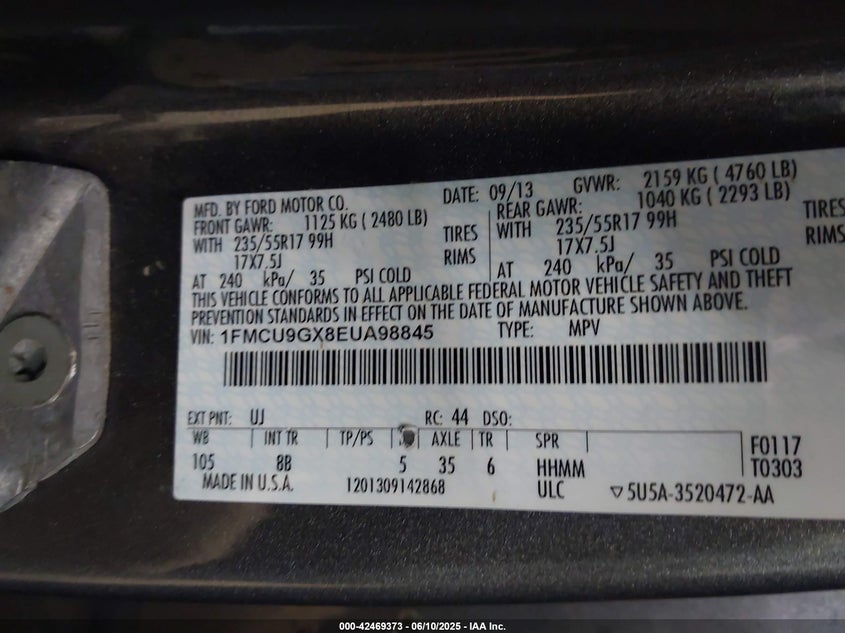 MFD. BY FORD MOTOR CO. DATE: 09/13 GVWR: 2159 KG ( 4760 LB)
FRONT GAWR: 1125 KG ( 2480 LB) REAR GAWR: 1040 KG ( 2293 LB)
WITH 235/55R17 99H TIRES WITH 235/55R17 99H TIRES
17X7.5J RIMS 17X7.5J RIMS
AT 240 kPa/ 35 PSI COLD AT 240 kPa/ 35 PSI COLD
THIS VEHICLE CONFORMS TO ALL APPLICABLE FEDERAL MOTOR VEHICLE SAFETY AND THEFT
PREVENTION STANDARDS IN EFFECT ON THE DATE OF MANUFACTURE SHOWN ABOVE.
VIN: 1FMCU9GX8EUA98845 TYPE: MPV
EXT PNT: UJ RC: 44 DSO:
WB INT TR TP/PS AXLE TR SPR F0117
105 8B 5 35 6 HHMM T0303
MADE IN U.S.A. 1201309142868 ULC ▽5U5A-3520472-AA
000-42469373 — 06/10/2025 - IAA Inc.